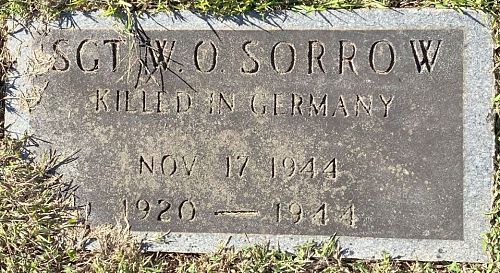 SGT W. O. SORROW
KILLED IN GERMANY
NOV 17 1944
1920 — 1944